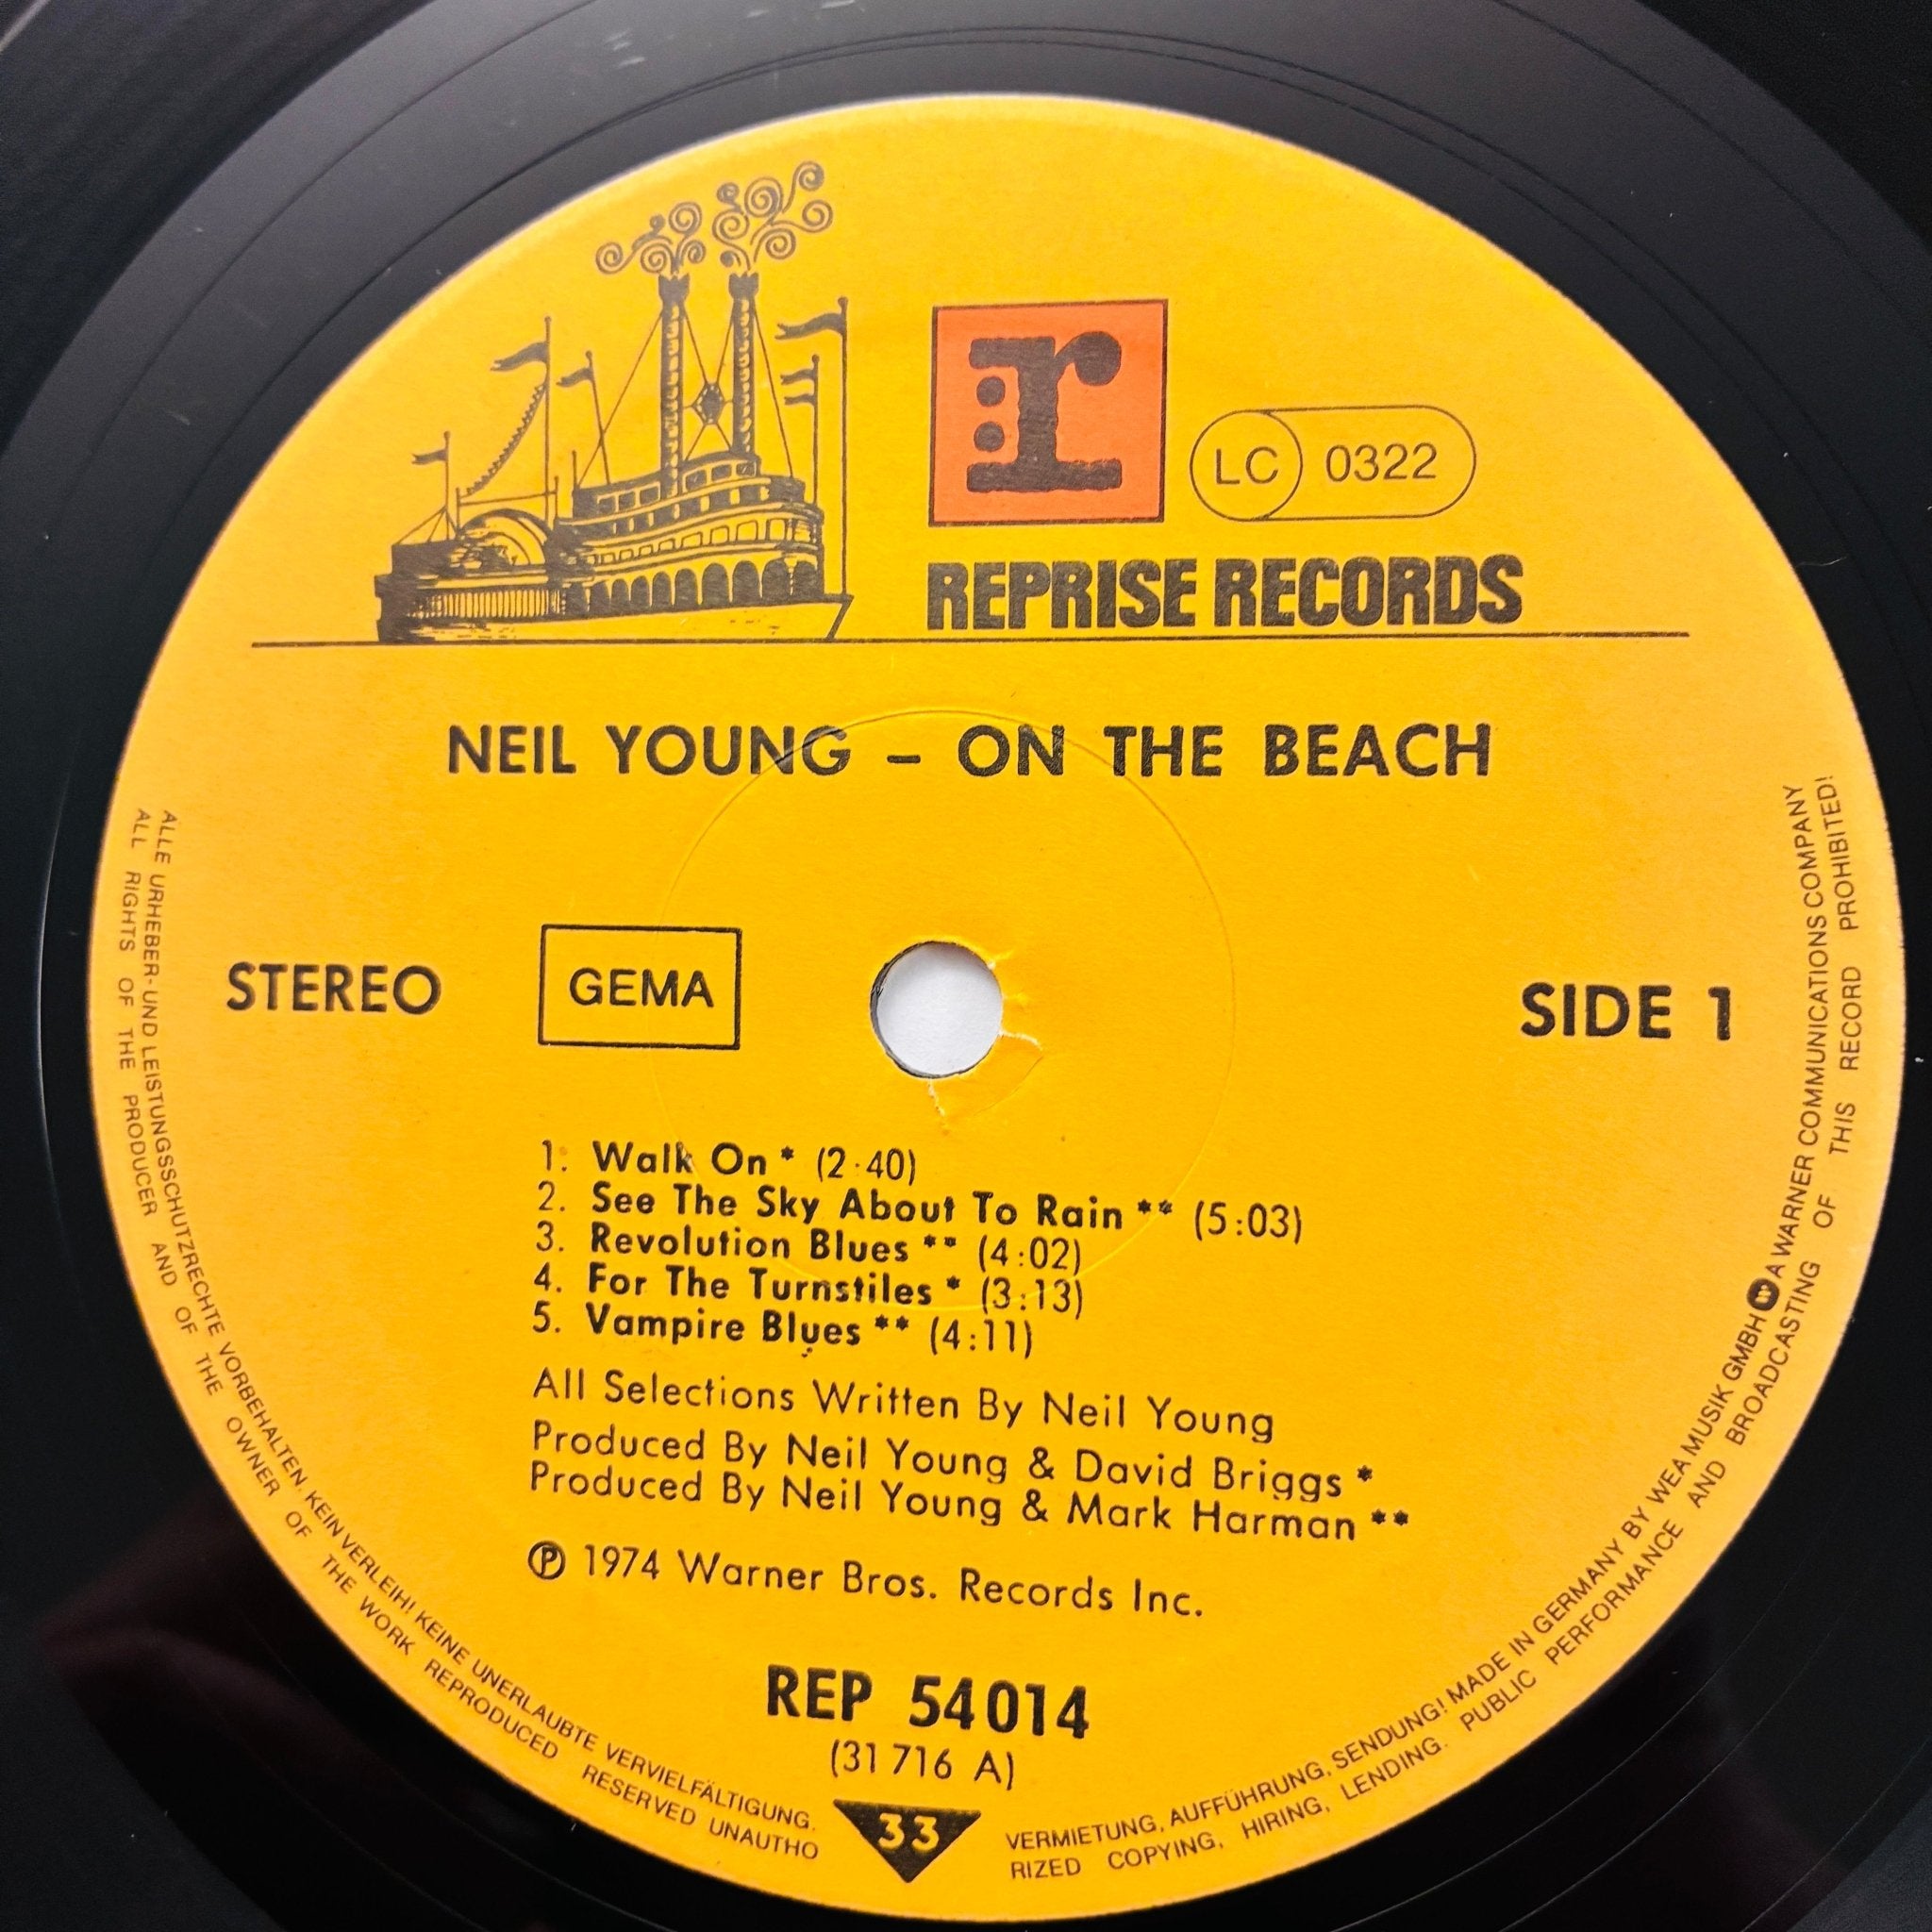 r
LC 0322
REPRISE RECORDS
NEIL YOUNG – ON THE BEACH
STEREO
GEMA
SIDE 1
1. Walk On * (2:40)
2. See The Sky About To Rain ** (5:03)
3. Revolution Blues ** (4:02)
4. For The Turnstiles * (3:13)
5. Vampire Blues ** (4:11)
All Selections Written By Neil Young
Produced By Neil Young & David Briggs *
Produced By Neil Young & Mark Harman **
℗ 1974 Warner Bros. Records Inc.
REP 54 014
(31 716 A)
33
ALLE URHEBER- UND LEISTUNGSSCHUTZRECHTE VORBEHALTEN. KEIN VERLEIH! KEINE UNERLAUBTE VERVIELFÄLTIGUNG. VERMIETUNG, AUFFÜHRUNG, SENDUNG! MADE IN GERMANY BY WEA MUSIK GMBH W A WARNER COMMUNICATIONS COMPANY
ALL RIGHTS OF THE PRODUCER AND OF THE OWNER OF THE WORK REPRODUCED RESERVED UNAUTHO RIZED COPYING, HIRING, LENDING. PUBLIC PERFORMANCE AND BROADCASTING OF THIS RECORD PROHIBITED!